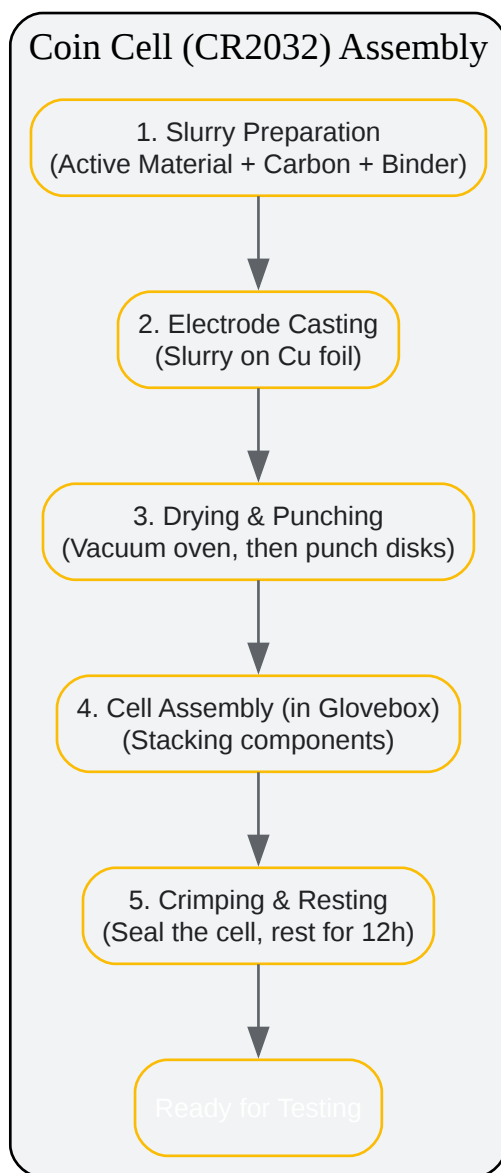 Coin Cell (CR2032) Assembly
1. Slurry Preparation
(Active Material + Carbon + Binder)
2. Electrode Casting
(Slurry on Cu foil)
3. Drying & Punching
(Vacuum oven, then punch disks)
4. Cell Assembly (in Glovebox)
(Stacking components)
5. Crimping & Resting
(Seal the cell, rest for 12h)
Ready for Testing